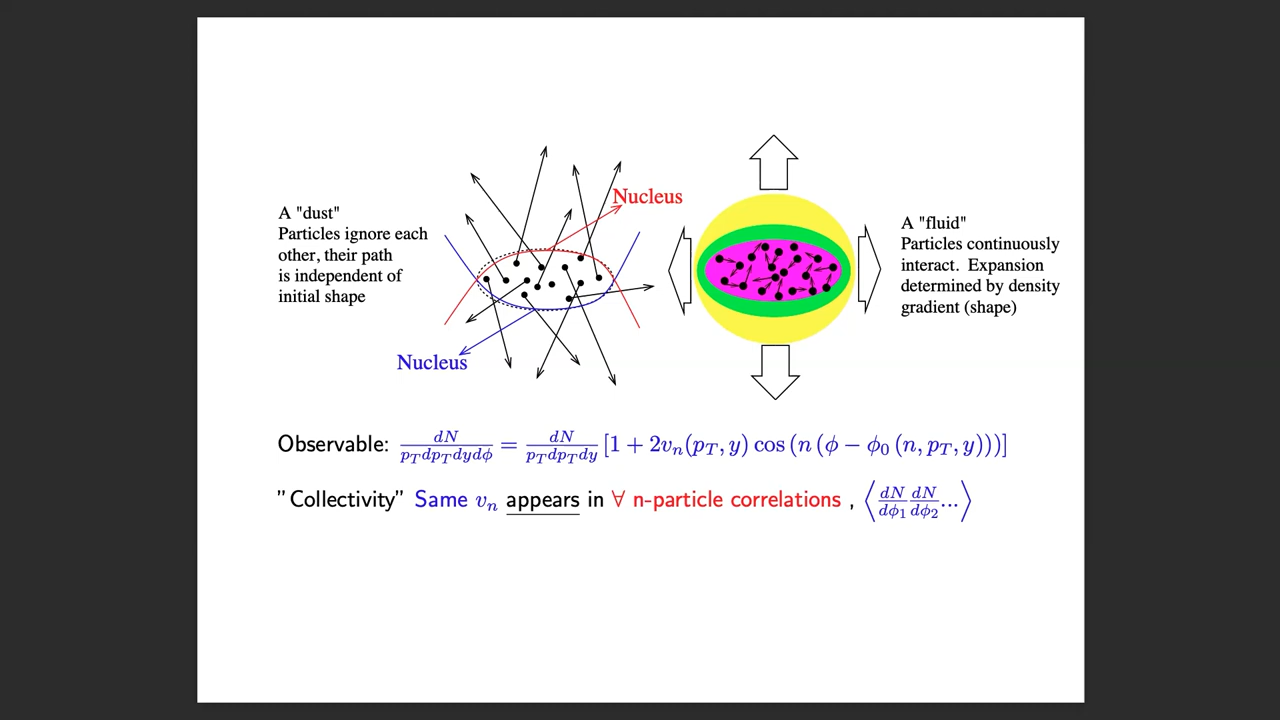 A "dust"
Particles ignore each
other, their path
is independent of
initial shape
Nucleus
Nucleus
A "fluid"
Particles continuously
interact. Expansion
determined by density
gradient (shape)
Observable: dN/(p_T dp_T dy dϕ) = dN/(p_T dp_T dy) [1 + 2v_n(p_T, y) cos (n (ϕ − ϕ_0 (n, p_T, y)))]
"Collectivity" Same v_n appears in ∀ n-particle correlations , ⟨dN/dϕ_1 dN/dϕ_2 ...⟩